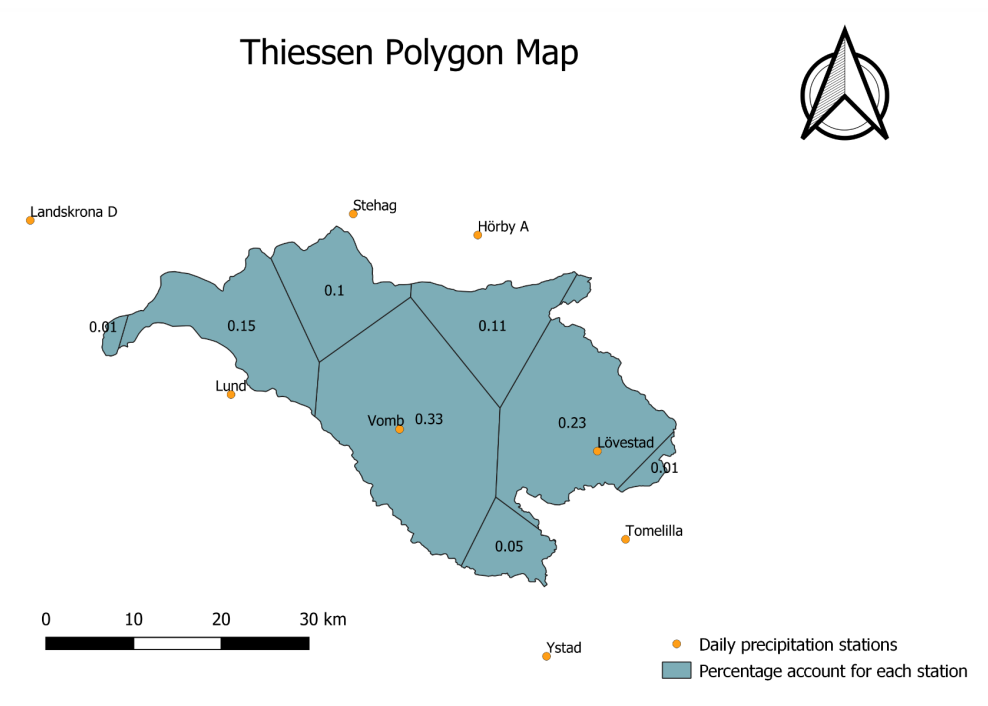 Thiessen Polygon Map
Landskrona D
Stehag
Hörby A
0.1
0.01
0.15
0.11
Lund
Vomb
0.33
0.23
Lövestad
0.01
Tomelilla
0.05
0 10 20 30 km
Ystad
Daily precipitation stations
Percentage account for each station